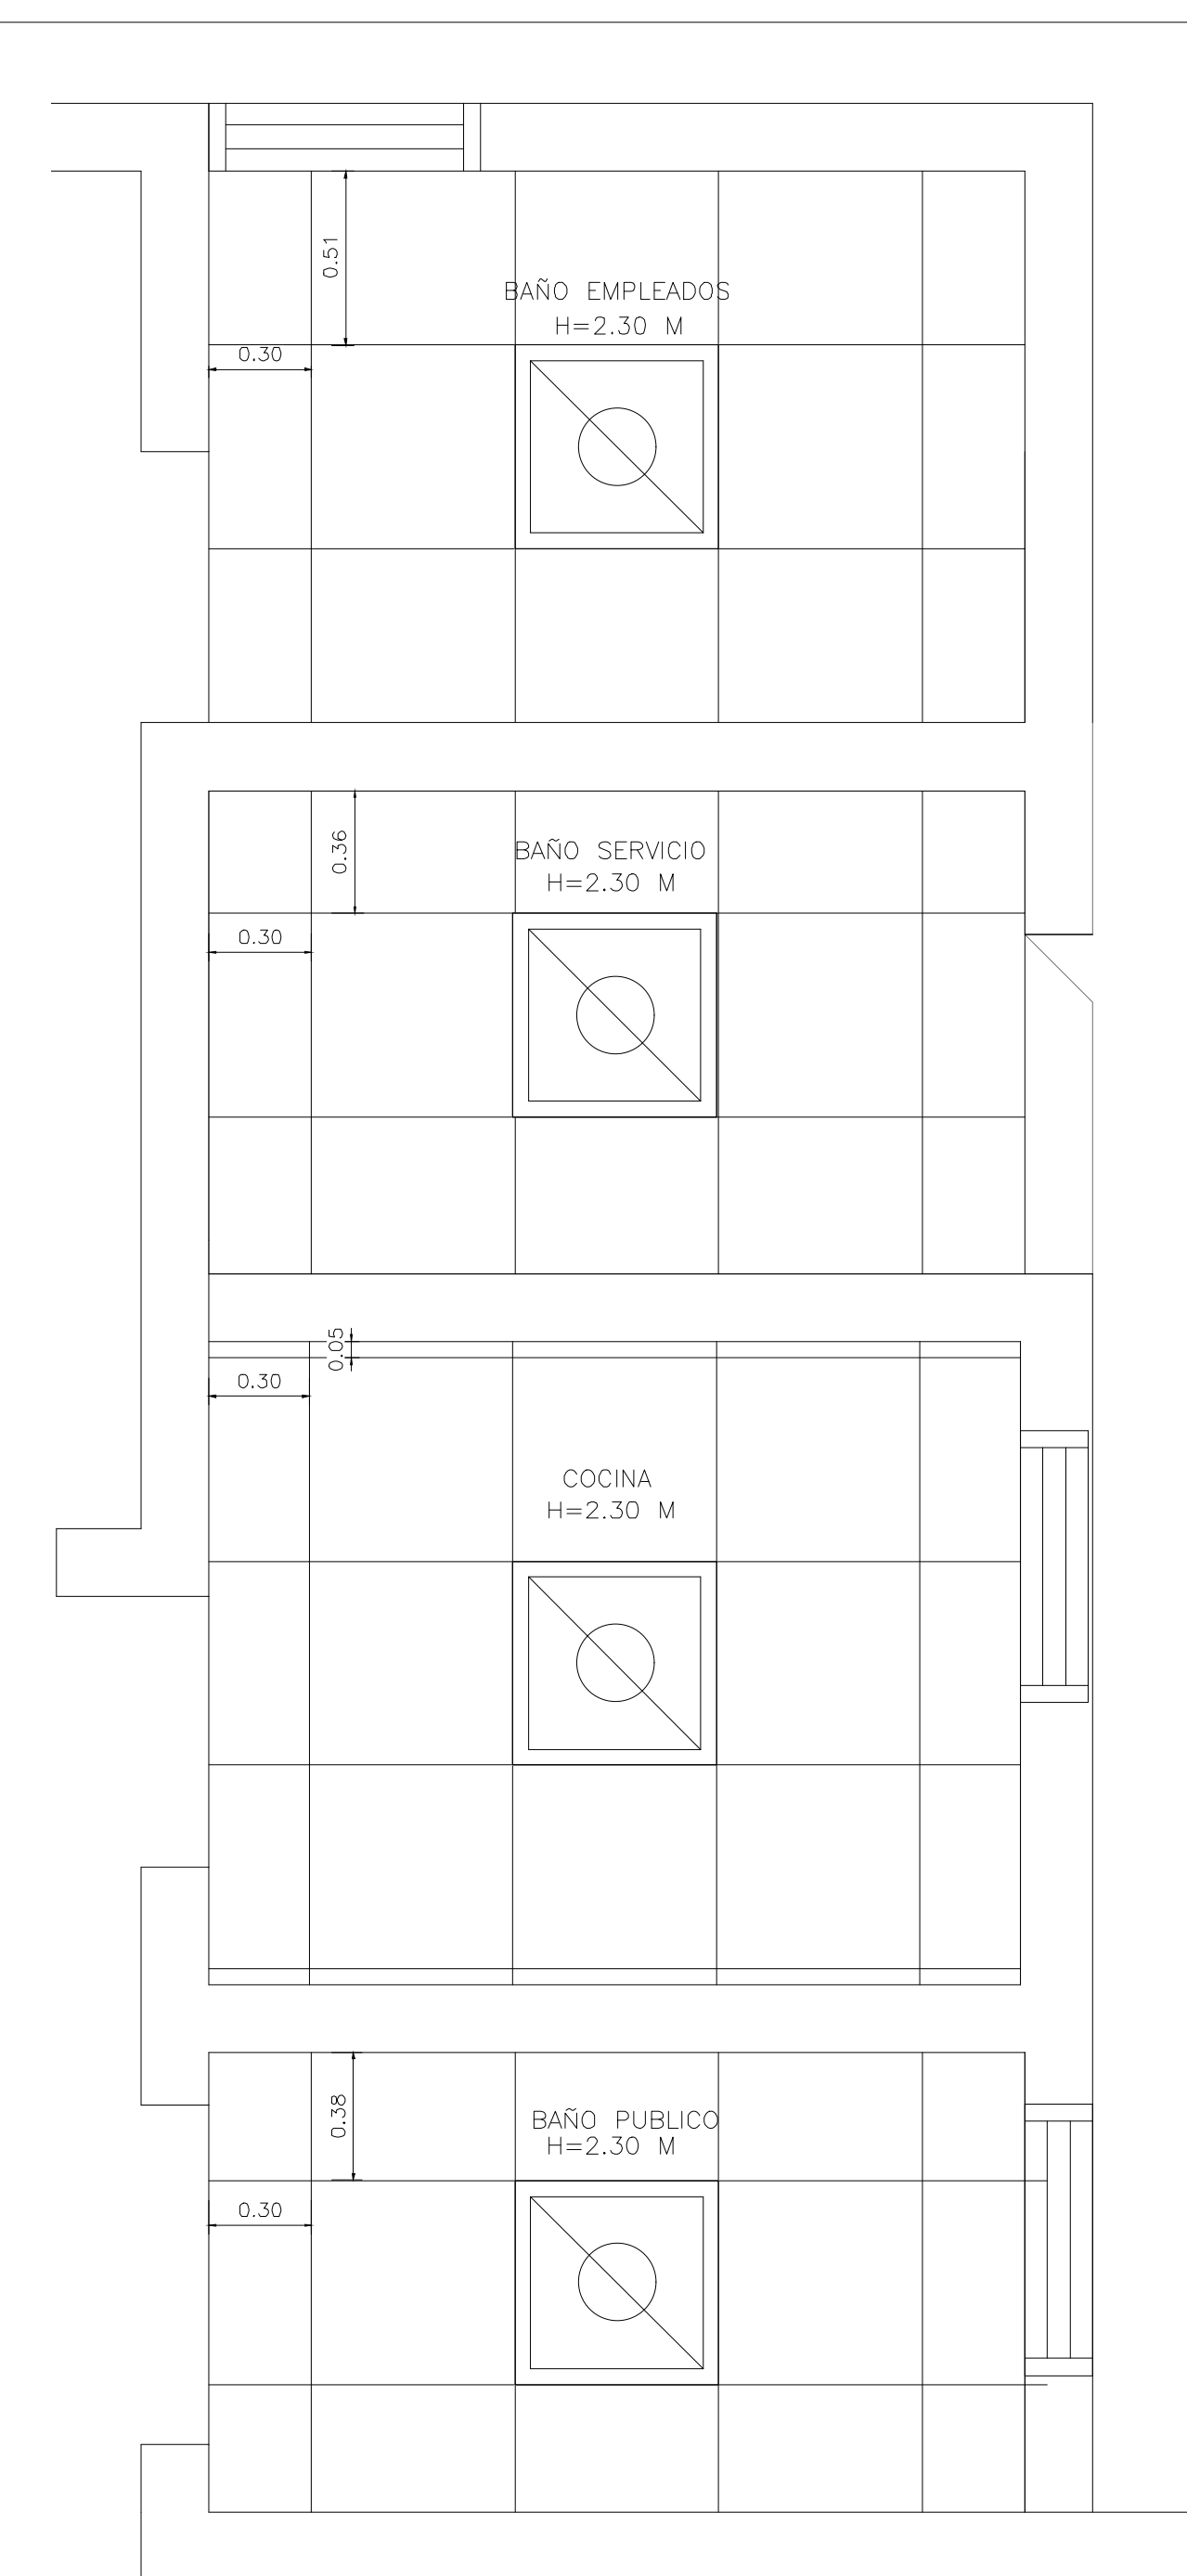 0.51
BAÑO EMPLEADOS
H=2.30 M
0.30
0.36
BAÑO SERVICIO
H=2.30 M
0.30
0.05
0.30
COCINA
H=2.30 M
0.38
BAÑO PUBLICO
H=2.30 M
0.30